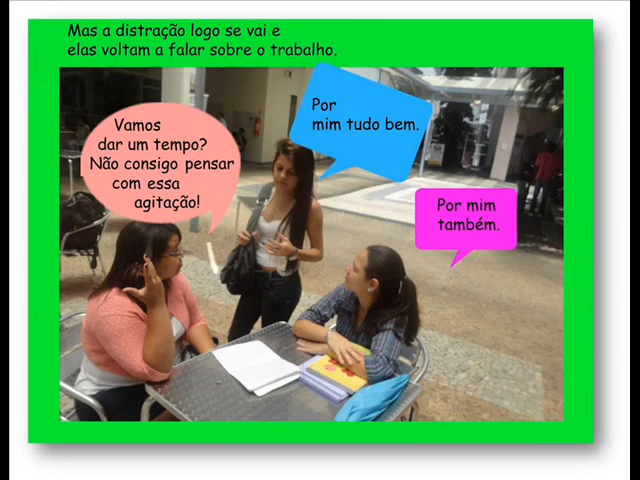 Mas a distração logo se vai e
elas voltam a falar sobre o trabalho.
Vamos
dar um tempo?
Não consigo pensar
com essa
agitação!
Por
mim tudo bem.
Por mim
também.